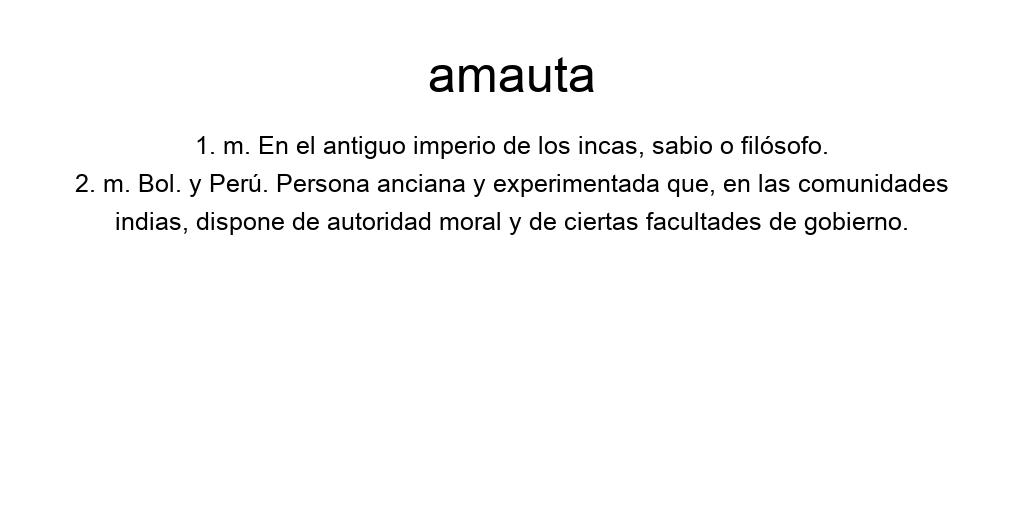 amauta
1. m. En el antiguo imperio de los incas, sabio o filósofo.
2. m. Bol. y Perú. Persona anciana y experimentada que, en las comunidades
indias, dispone de autoridad moral y de ciertas facultades de gobierno.